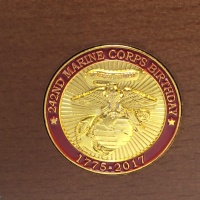 242ND MARINE CORPS BIRTHDAY
1775-2017